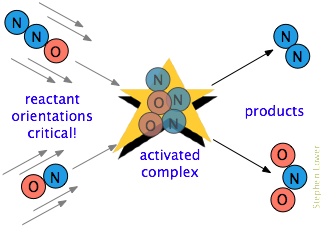 N
N
O
N
N
reactant
orientations
critical!
N
O
N
O
N
products
activated
complex
O
N
O
N
O
Stephen Lower